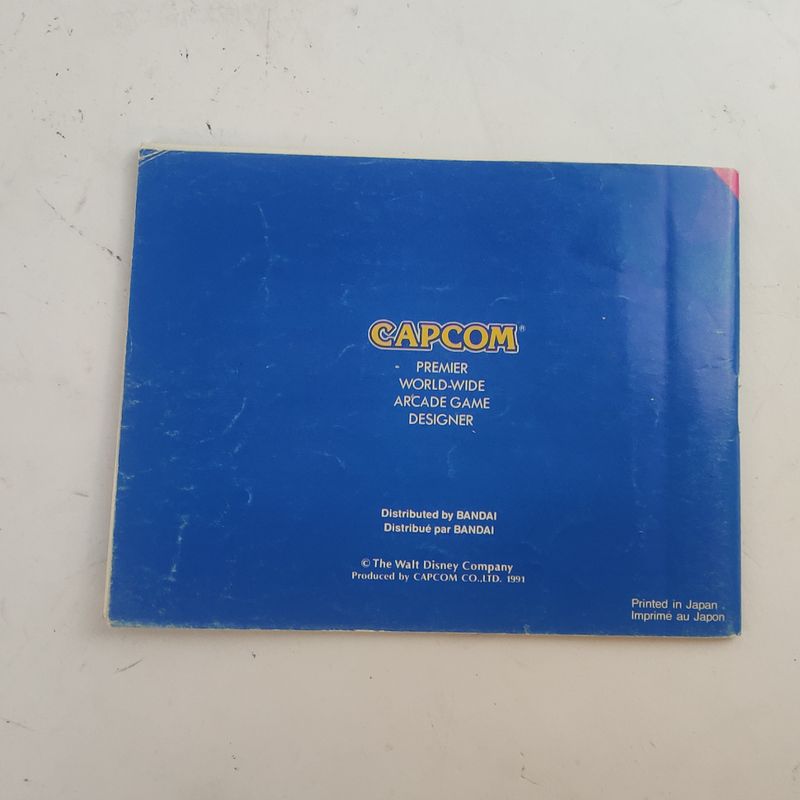 CAPCOM®
PREMIER
WORLD-WIDE
ARCADE GAME
DESIGNER
Distributed by BANDAI
Distribué par BANDAI
© The Walt Disney Company
Produced by CAPCOM CO.,LTD. 1991
Printed in Japan
Imprimé au Japon